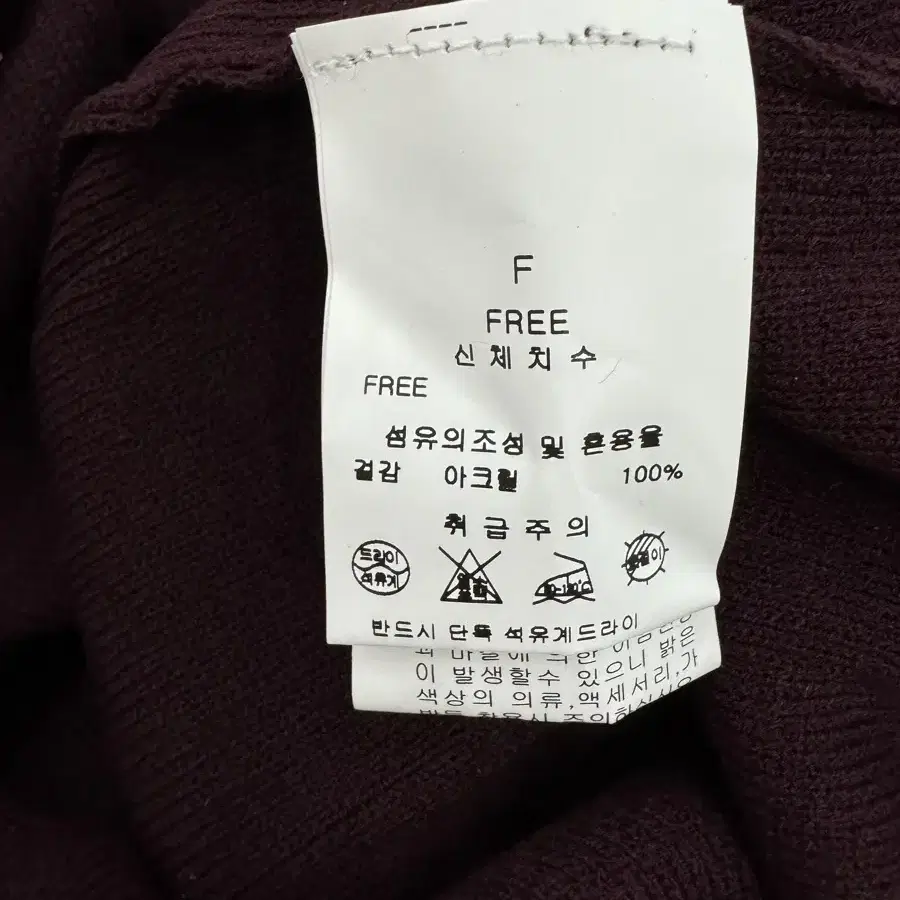 F
FREE
신체치수
FREE
섬유의조성 및 혼용율
겉감 아크릴 100%
취급주의
드라이
석유계
반드시 단독 석유계드라이
이 발생할수 있으니 밝은
색상의 의류,액세서리,가